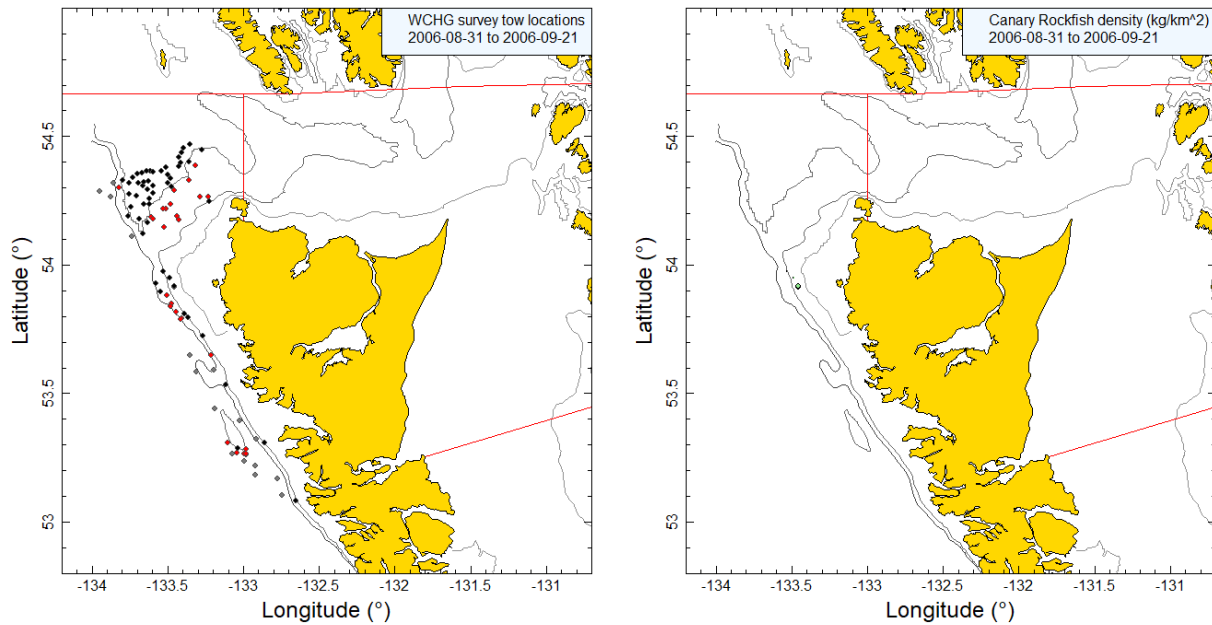 WCHG survey tow locations
2006-08-31 to 2006-09-21
54.5
54
53.5
53
Latitude (°)
-134
-133.5
-133
-132.5
-132
-131.5
-131
Longitude (°)
Canary Rockfish density (kg/km^2)
2006-08-31 to 2006-09-21
54.5
54
53.5
53
Latitude (°)
-134
-133.5
-133
-132.5
-132
-131.5
-131
Longitude (°)